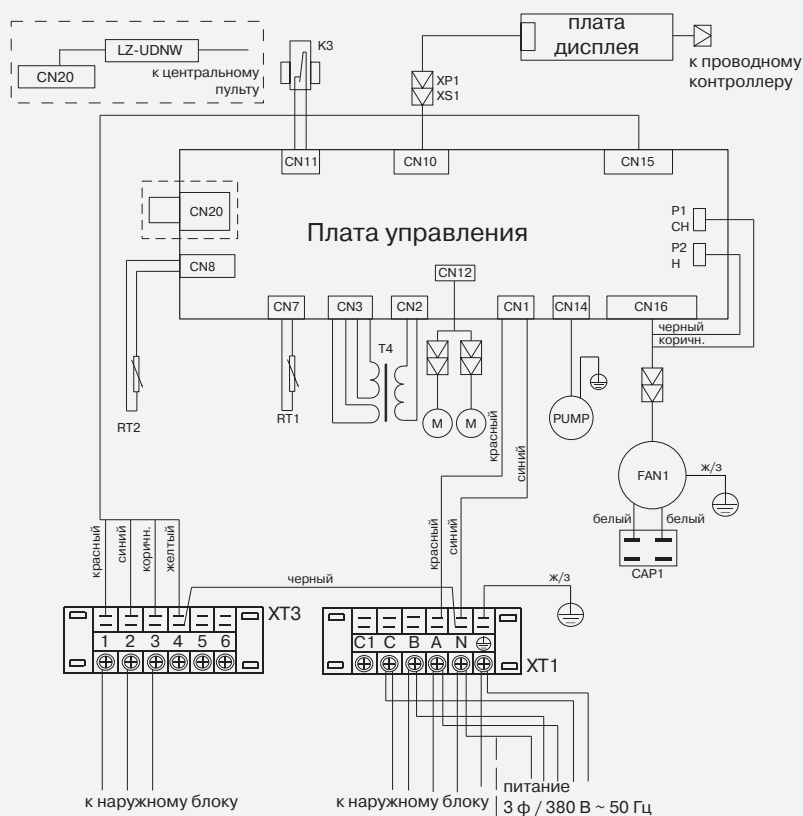 LZ-UDNW
CN20
к центральному
пульту
K3
плата
дисплея
к проводному
контроллеру
XP1
XS1
CN11
CN10
CN15
CN20
P1
CH
Плата управления
P2
H
CN8
CN12
CN7
CN3
CN2
CN1
CN14
CN16
черный
коричн.
T4
RT2
RT1
M
M
PUMP
красный
синий
FAN1
ж/з
белый
белый
CAP1
красный
синий
коричн.
желтый
красный
синий
черный
ж/з
XT3
1 2 3 4 5 6
C1 C B A N
XT1
к наружному блоку
к наружному блоку
питание
3 ф / 380 В ~ 50 Гц